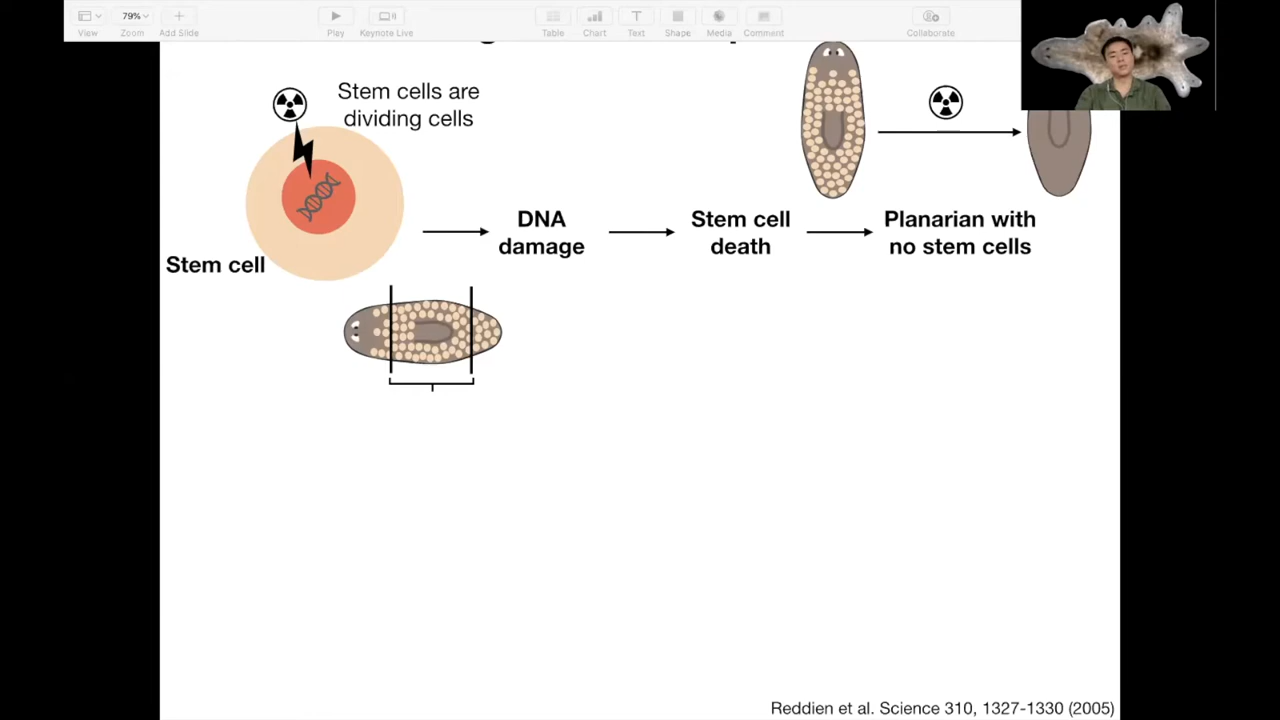 79%
View
Zoom
Add Slide
Play
Keynote Live
Table
Chart
Text
Shape
Media
Comment
Collaborate
Stem cells are
dividing cells
Stem cell
DNA
damage
Stem cell
death
Planarian with
no stem cells
Reddien et al. Science 310, 1327-1330 (2005)